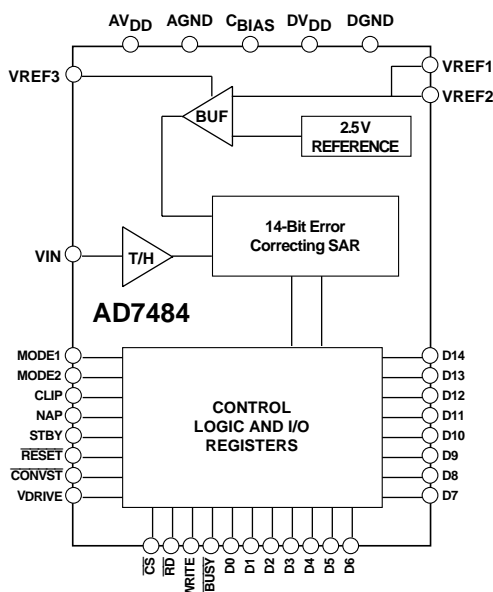 AVDD AGND CBIAS DVDD DGND
VREF3
VREF1
VREF2
BUF
2.5V
REFERENCE
14-Bit Error
Correcting SAR
VIN
T/H
AD7484
MODE1
MODE2
CLIP
NAP
STBY
RESET
CONVST
VDRIVE
CONTROL
LOGIC AND I/O
REGISTERS
D14
D13
D12
D11
D10
D9
D8
D7
CS
RD
WRITE
BUSY
D0
D1
D2
D3
D4
D5
D6